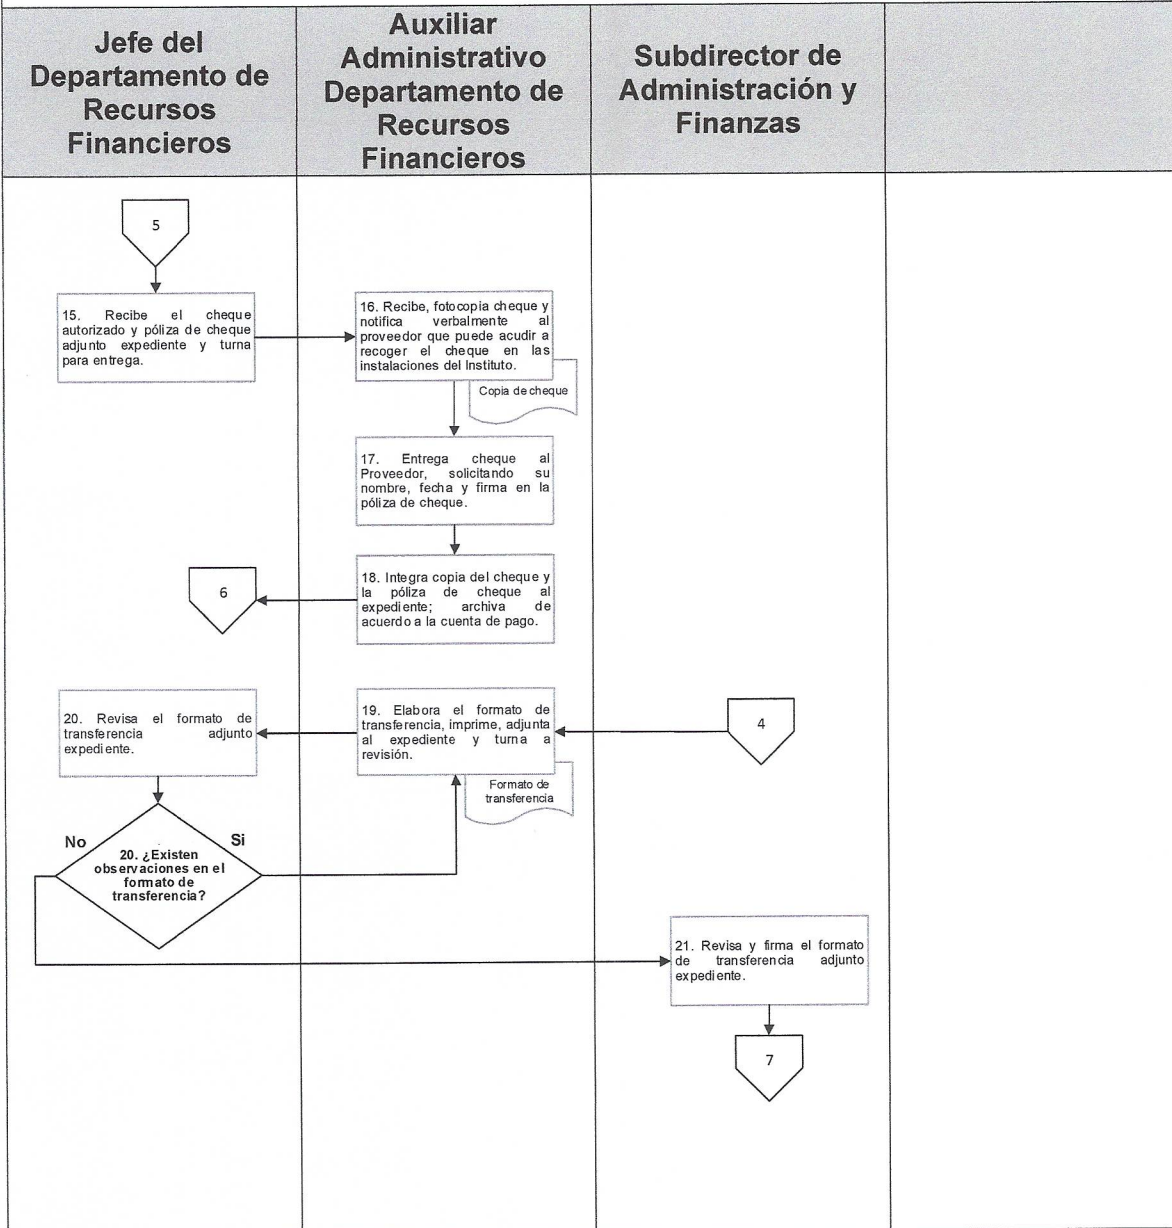 Jefe del
Departamento de
Recursos
Financieros
Auxiliar
Administrativo
Departamento de
Recursos
Financieros
Subdirector de
Administración y
Finanzas
5
15. Recibe el cheque
autorizado y póliza de cheque
adjunto expediente y turna
para entrega.
16. Recibe, fotocopia cheque y
notifica verbalmente al
proveedor que puede acudir a
recoger el cheque en las
instalaciones del Instituto.
Copia de cheque
17. Entrega cheque al
Proveedor, solicitando su
nombre, fecha y firma en la
póliza de cheque.
6
18. Integra copia del cheque y
la póliza de cheque al
expediente; archiva de
acuerdo a la cuenta de pago.
20. Revisa el formato de
transferencia adjunto
expediente.
19. Elabora el formato de
transferencia, imprime, adjunta
al expediente y turna a
revisión.
4
Formato de
transferencia
No
Si
20. ¿Existen
observaciones en el
formato de
transferencia?
21. Revisa y firma el formato
de transferencia adjunto
expediente.
7